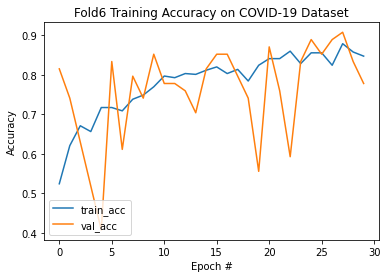 Fold6 Training Accuracy on COVID-19 Dataset
0.9
0.8
0.7
0.6
0.5
0.4
Accuracy
train_acc
val_acc
0 5 10 15 20 25 30
Epoch #